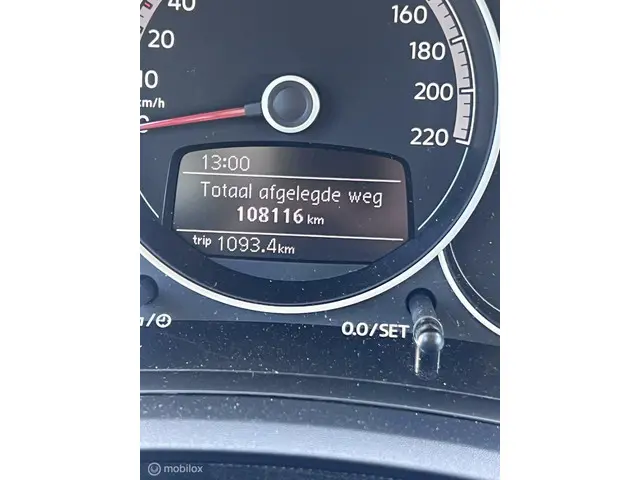 40
20
10
km/h
160
180
200
220
13:00
Totaal afgelegde weg
108116 km
trip 1093.4 km
0.0/SET
mobilox